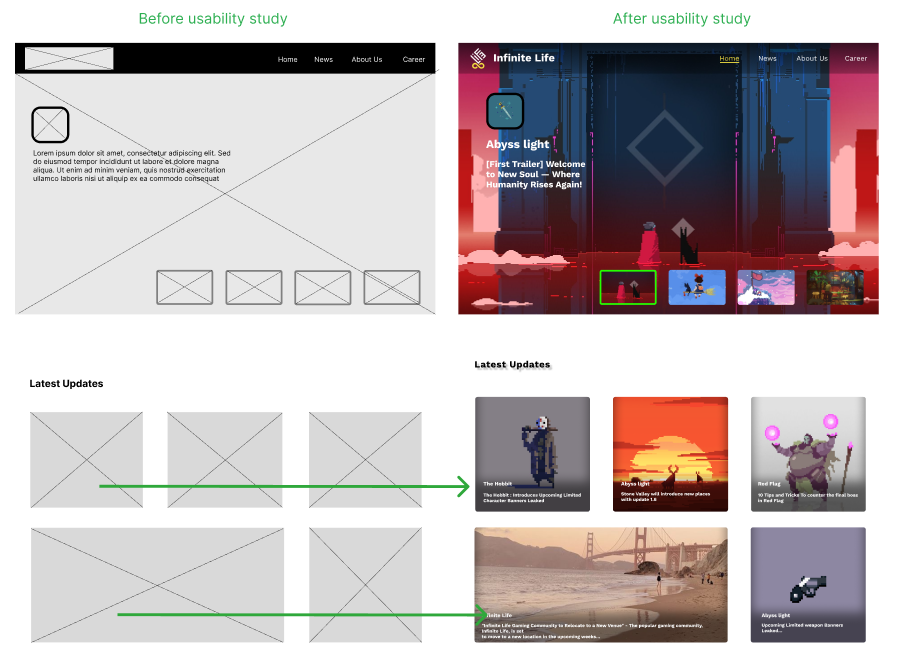 Before usability study
After usability study
Home
News
About Us
Career
Lorem ipsum dolor sit amet, consectetur adipiscing elit. Sed
do eiusmod tempor incididunt ut labore et dolore magna
aliqua. Ut enim ad minim veniam, quis nostrud exercitation
ullamco laboris nisi ut aliquip ex ea commodo consequat
Infinite Life
Home
News
About Us
Career
Abyss light
[First Trailer] Welcome
to New Soul — Where
Humanity Rises Again!
Latest Updates
Latest Updates
The Hobbit
The Hobbit : Introduces Upcoming Limited
Character Banners Leaked
Abyss light
Stone Valley will introduce new places
with update 1.6
Red Flag
10 Tips and Tricks To counter the final boss
in Red Flag
Infinite Life
"Infinite Life Gaming Community to Relocate to a New Venue" - The popular gaming community,
Infinite Life, is set
to move to a new location in the upcoming weeks...
Abyss light
Upcoming Limited weapon Banners
Leaked...